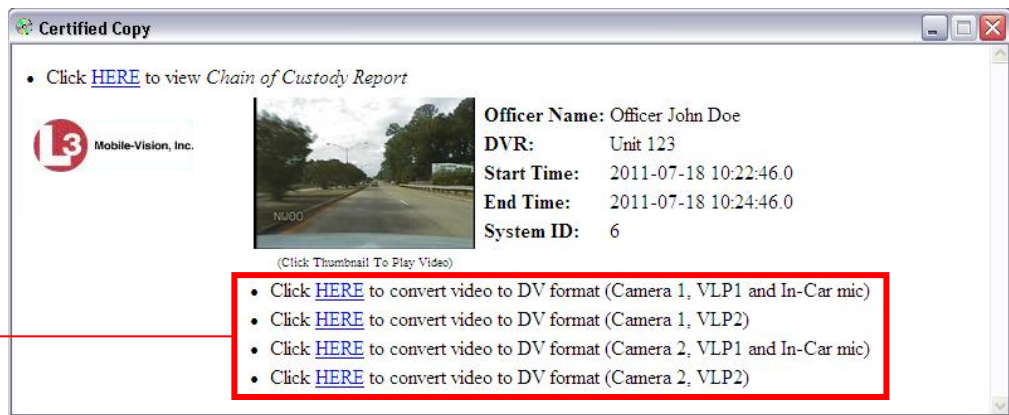 Certified Copy
• Click HERE to view Chain of Custody Report
L3 Mobile-Vision, Inc.
NIJOO
(Click Thumbnail To Play Video)
Officer Name: Officer John Doe
DVR: Unit 123
Start Time: 2011-07-18 10:22:46.0
End Time: 2011-07-18 10:24:46.0
System ID: 6
• Click HERE to convert video to DV format (Camera 1, VLP1 and In-Car mic)
• Click HERE to convert video to DV format (Camera 1, VLP2)
• Click HERE to convert video to DV format (Camera 2, VLP1 and In-Car mic)
• Click HERE to convert video to DV format (Camera 2, VLP2)